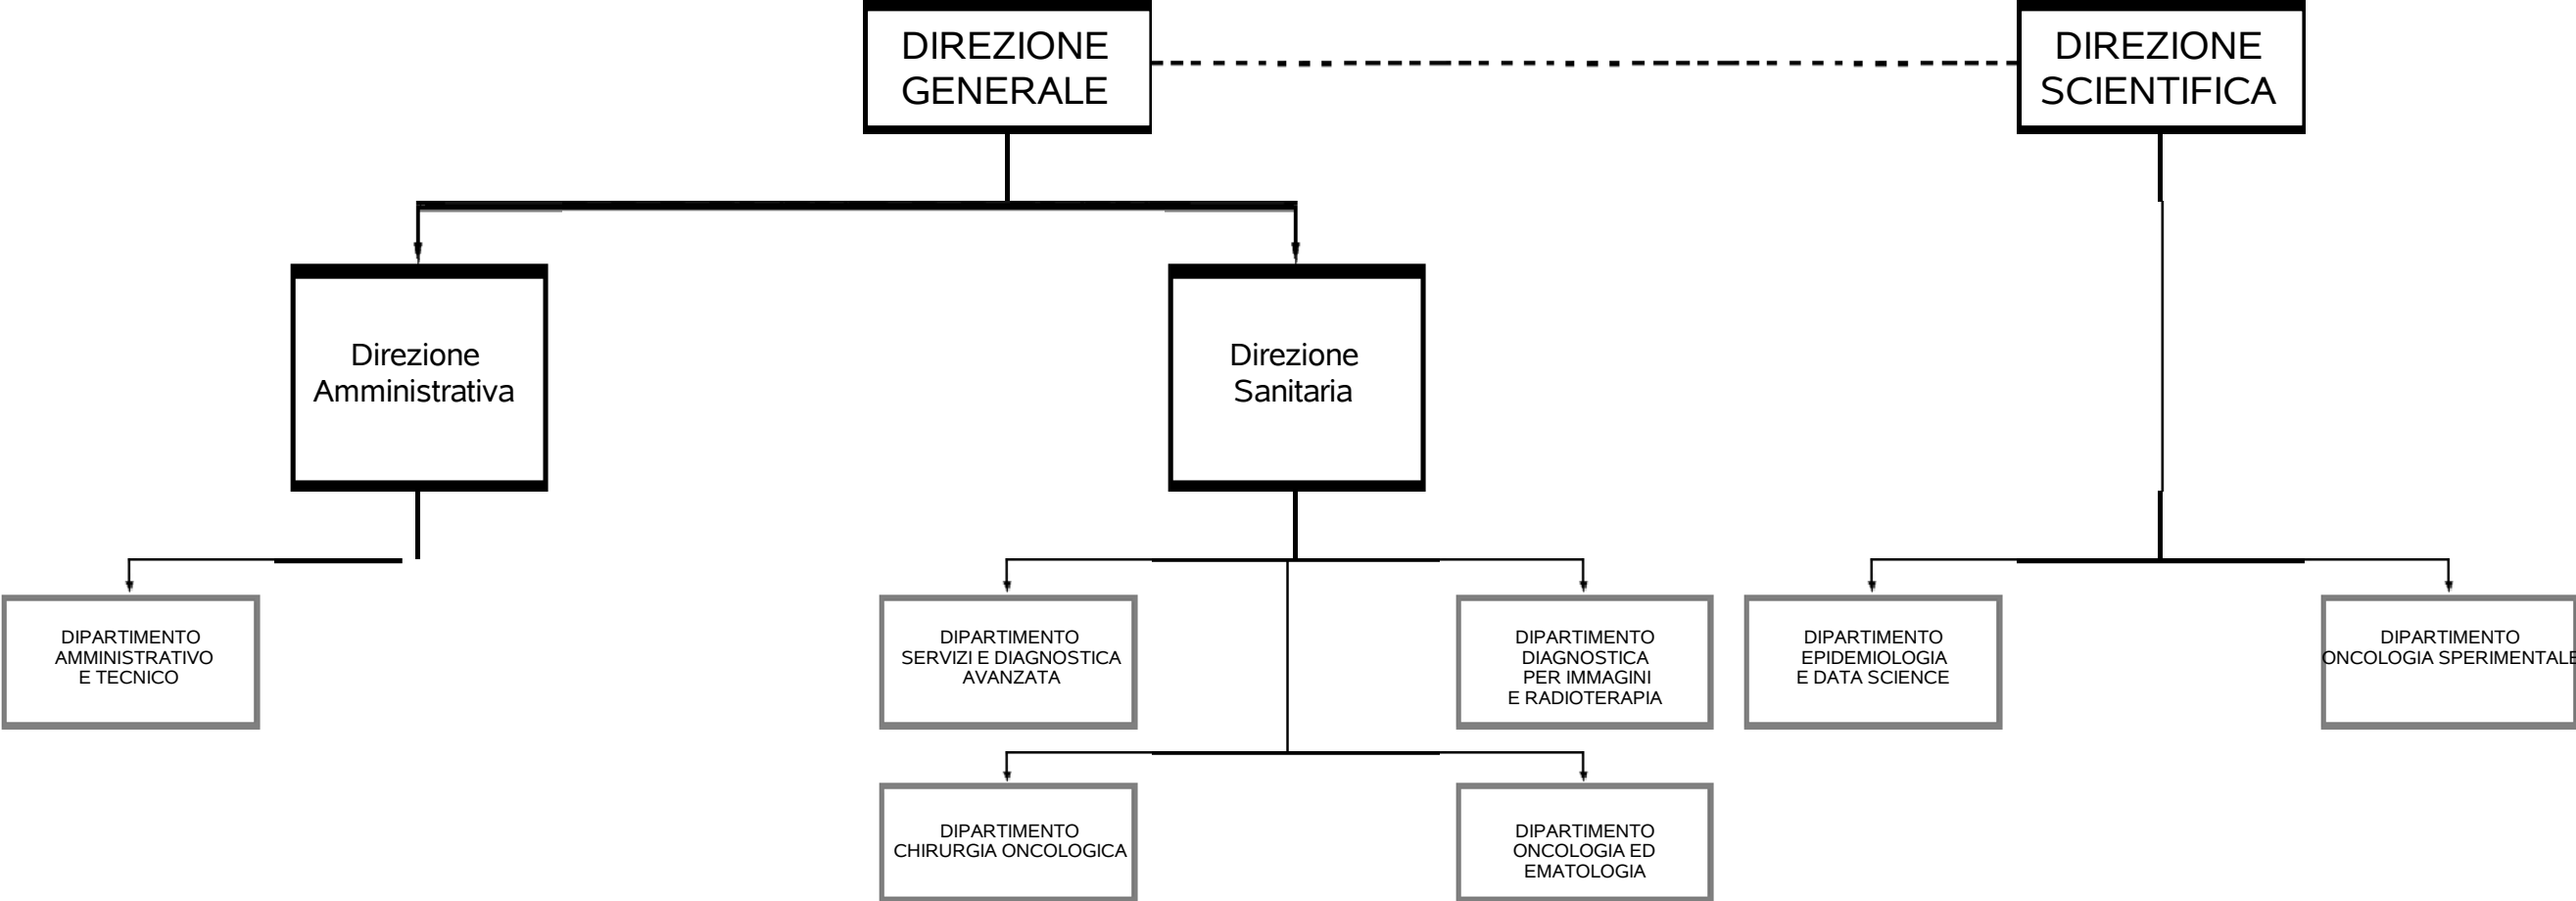 DIREZIONE
GENERALE
DIREZIONE
SCIENTIFICA
Direzione
Amministrativa
Direzione
Sanitaria
DIPARTIMENTO
AMMINISTRATIVO
E TECNICO
DIPARTIMENTO
SERVIZI E DIAGNOSTICA
AVANZATA
DIPARTIMENTO
DIAGNOSTICA
PER IMMAGINI
E RADIOTERAPIA
DIPARTIMENTO
EPIDEMIOLOGIA
E DATA SCIENCE
DIPARTIMENTO
ONCOLOGIA SPERIMENTALE
DIPARTIMENTO
CHIRURGIA ONCOLOGICA
DIPARTIMENTO
ONCOLOGIA ED
EMATOLOGIA